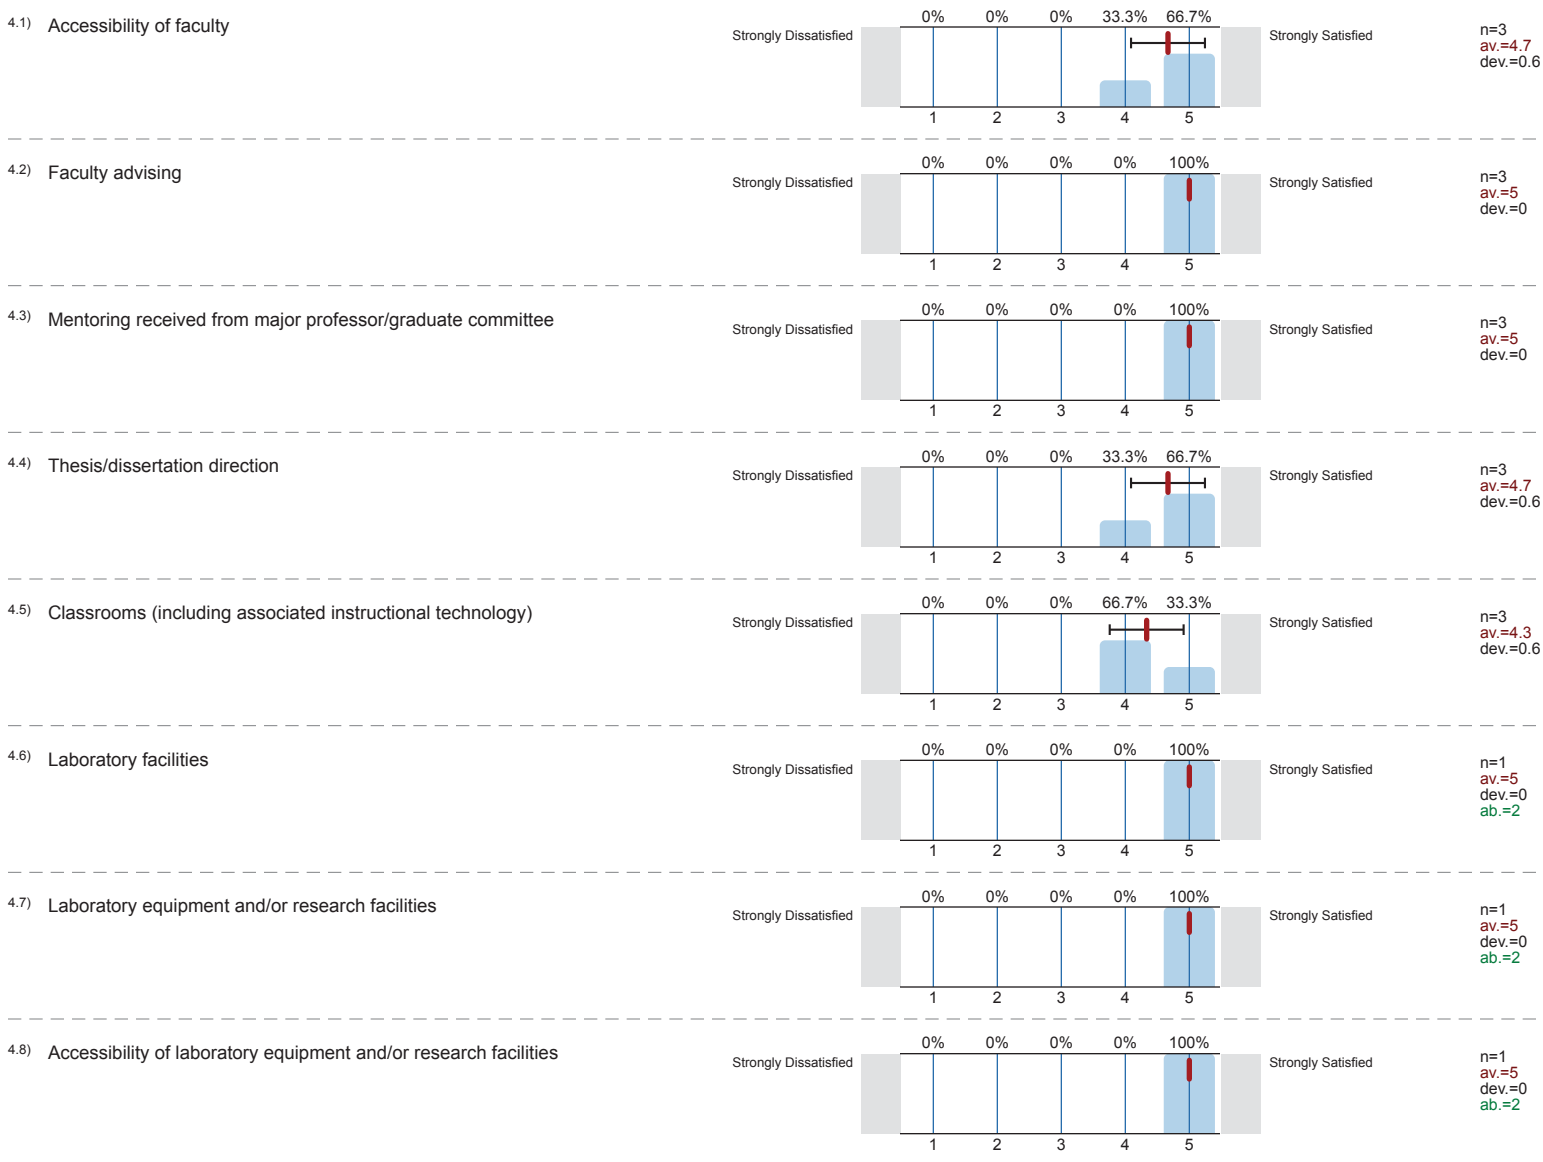 4.1) Accessibility of faculty
0% 0% 0% 33.3% 66.7%
Strongly Dissatisfied
Strongly Satisfied
n=3
av.=4.7
dev.=0.6
1 2 3 4 5
4.2) Faculty advising
0% 0% 0% 0% 100%
Strongly Dissatisfied
Strongly Satisfied
n=3
av.=5
dev.=0
1 2 3 4 5
4.3) Mentoring received from major professor/graduate committee
0% 0% 0% 0% 100%
Strongly Dissatisfied
Strongly Satisfied
n=3
av.=5
dev.=0
1 2 3 4 5
4.4) Thesis/dissertation direction
0% 0% 0% 33.3% 66.7%
Strongly Dissatisfied
Strongly Satisfied
n=3
av.=4.7
dev.=0.6
1 2 3 4 5
4.5) Classrooms (including associated instructional technology)
0% 0% 0% 66.7% 33.3%
Strongly Dissatisfied
Strongly Satisfied
n=3
av.=4.3
dev.=0.6
1 2 3 4 5
4.6) Laboratory facilities
0% 0% 0% 0% 100%
Strongly Dissatisfied
Strongly Satisfied
n=1
av.=5
dev.=0
ab.=2
1 2 3 4 5
4.7) Laboratory equipment and/or research facilities
0% 0% 0% 0% 100%
Strongly Dissatisfied
Strongly Satisfied
n=1
av.=5
dev.=0
ab.=2
1 2 3 4 5
4.8) Accessibility of laboratory equipment and/or research facilities
0% 0% 0% 0% 100%
Strongly Dissatisfied
Strongly Satisfied
n=1
av.=5
dev.=0
ab.=2
1 2 3 4 5